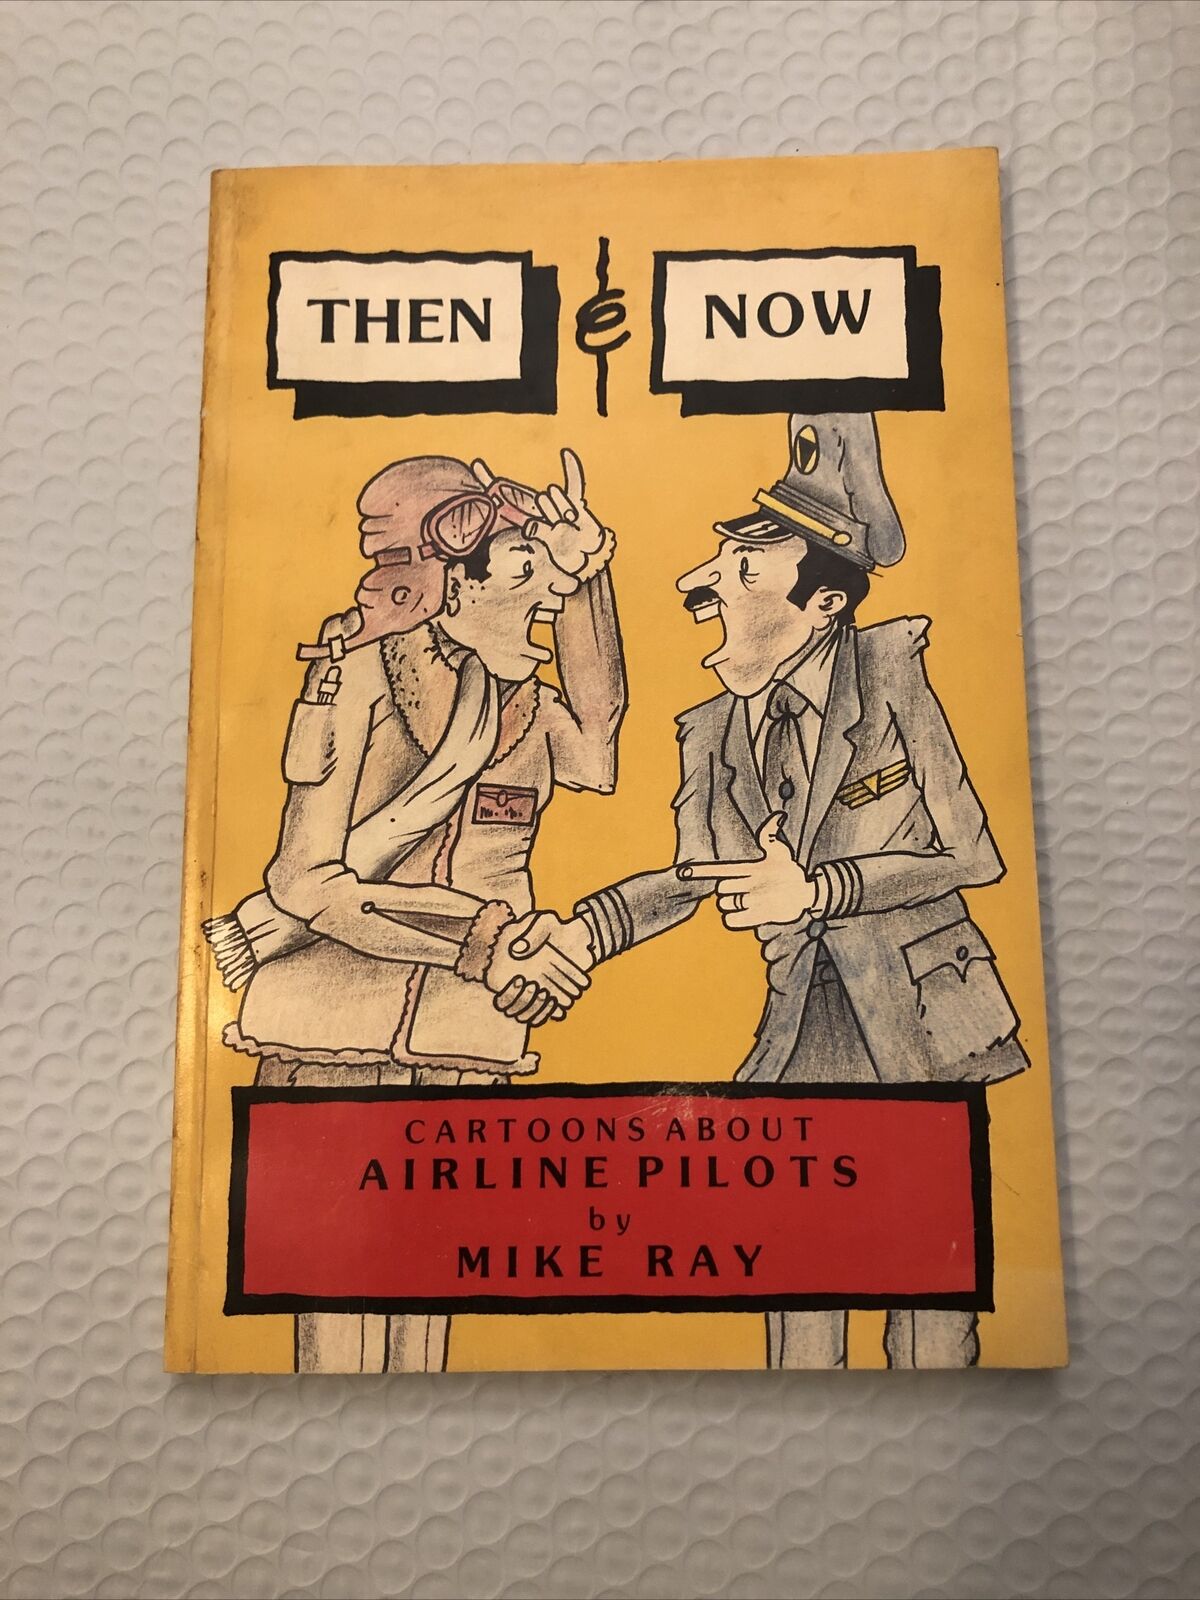 THEN & NOW
CARTOONS ABOUT
AIRLINE PILOTS
by
MIKE RAY